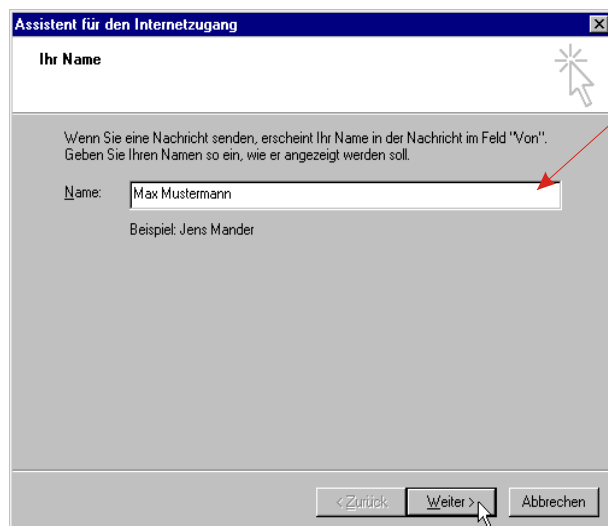 Assistent für den Internetzugang
Ihr Name
Wenn Sie eine Nachricht senden, erscheint Ihr Name in der Nachricht im Feld "Von".
Geben Sie Ihren Namen so ein, wie er angezeigt werden soll.
Name: Max Mustermann
Beispiel: Jens Mander
< Zurück Weiter > Abbrechen